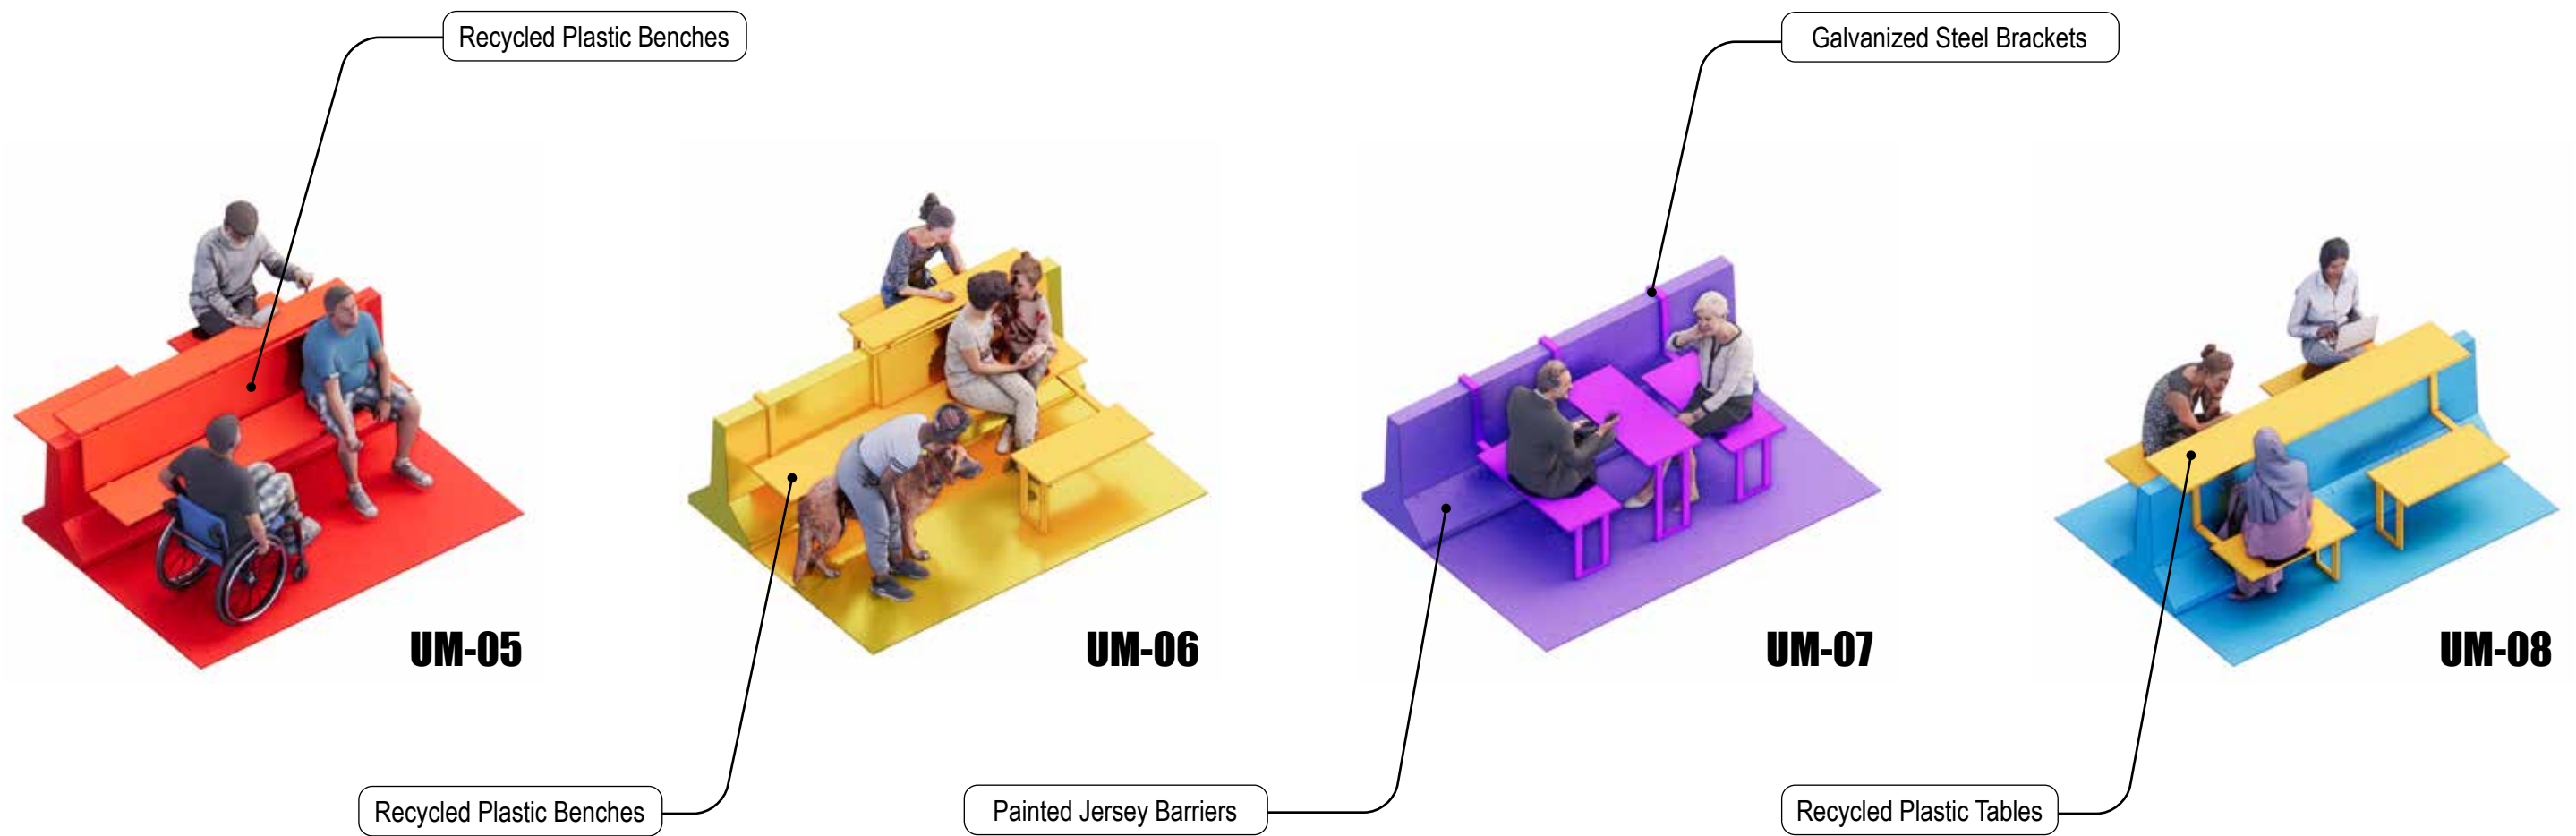 Recycled Plastic Benches
Galvanized Steel Brackets
UM-05
UM-06
UM-07
UM-08
Recycled Plastic Benches
Painted Jersey Barriers
Recycled Plastic Tables